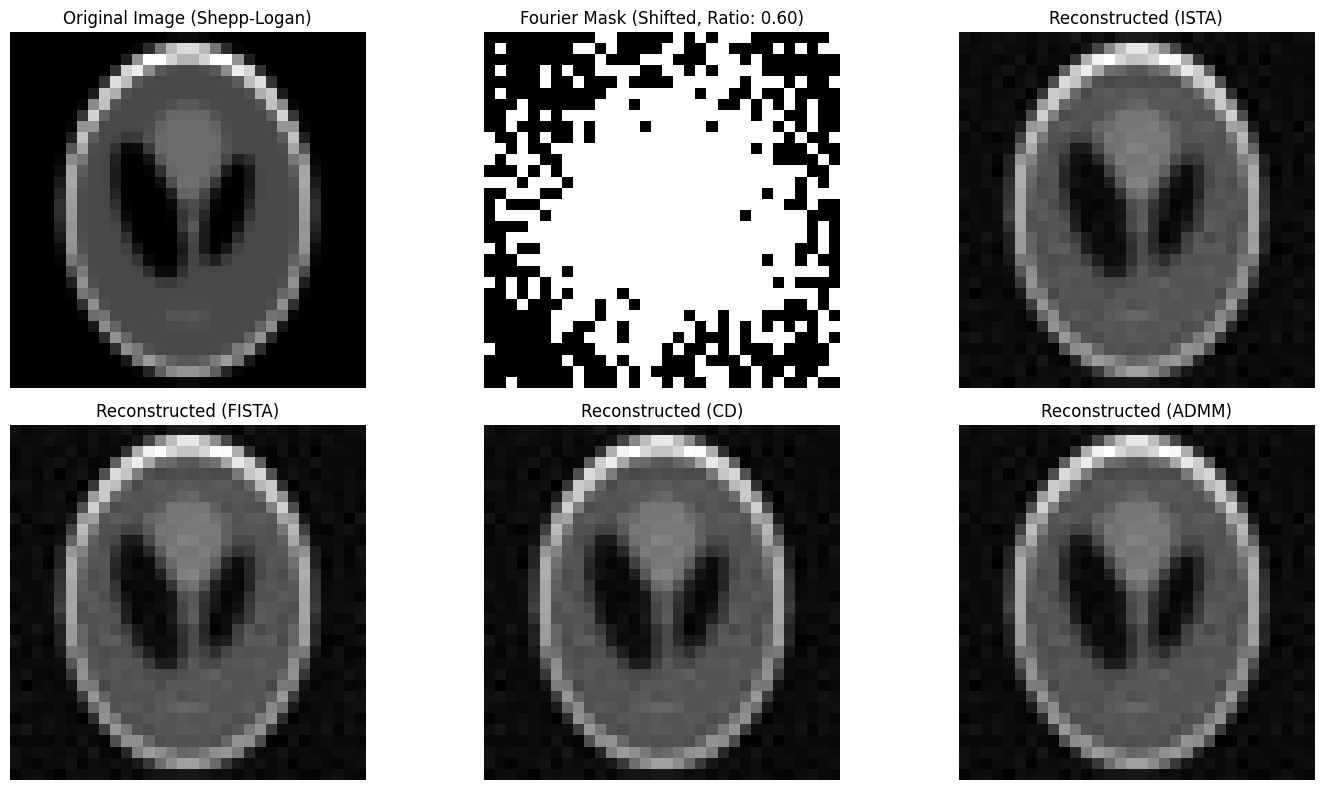 Original Image (Shepp-Logan)
Fourier Mask (Shifted, Ratio: 0.60)
Reconstructed (ISTA)
Reconstructed (FISTA)
Reconstructed (CD)
Reconstructed (ADMM)